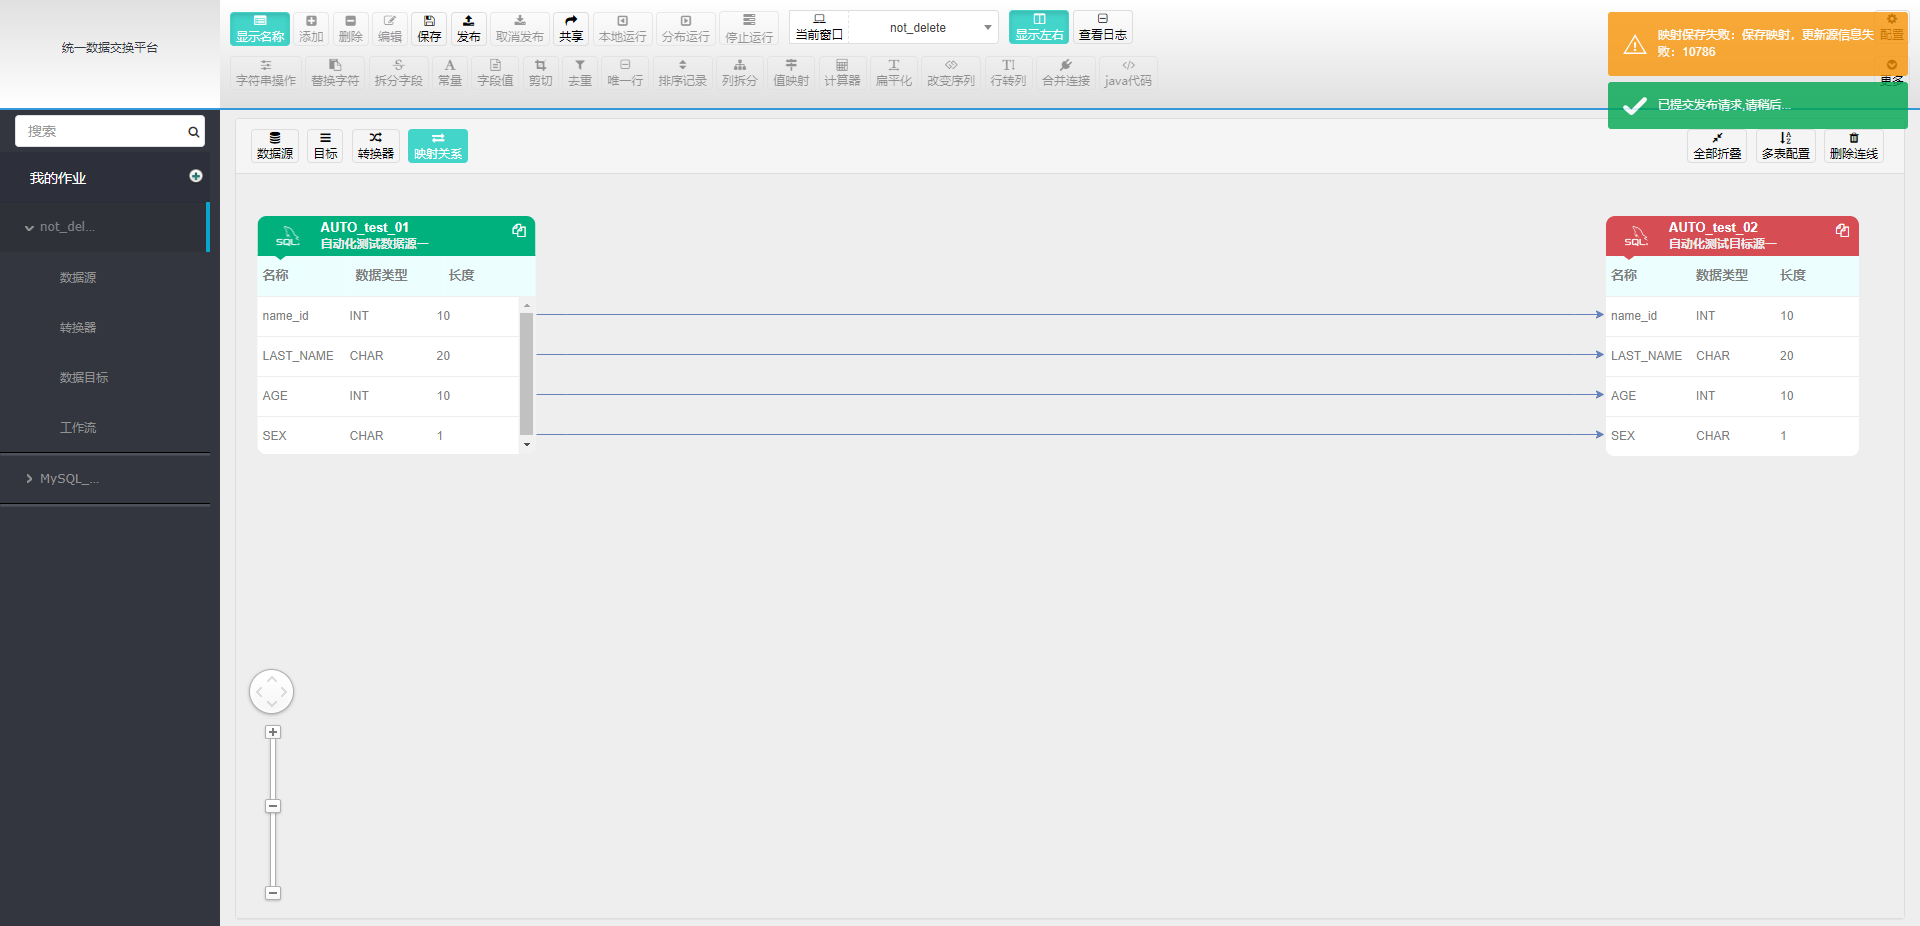 统一数据交换平台
显示名称 添加 删除 编辑 保存 发布 取消发布 共享 本地运行 分布运行 停止运行 当前窗口 not_delete 显示左右 查看日志 配置
字符串操作 替换字符 拆分字段 常量 字段值 剪切 去重 唯一行 排序记录 列拆分 值映射 计算器 扁平化 改变序列 行转列 合并连接 java代码 更多
映射保存失败：保存映射，更新源信息失
败：10786
已提交发布请求,请稍后...
搜索
我的作业
not_del...
数据源
转换器
数据目标
工作流
MySQL_...
数据源 目标 转换器 映射关系 全部折叠 多表配置 删除连线
AUTO_test_01
自动化测试数据源一
名称 数据类型 长度
name_id INT 10
LAST_NAME CHAR 20
AGE INT 10
SEX CHAR 1
AUTO_test_02
自动化测试目标源一
名称 数据类型 长度
name_id INT 10
LAST_NAME CHAR 20
AGE INT 10
SEX CHAR 1